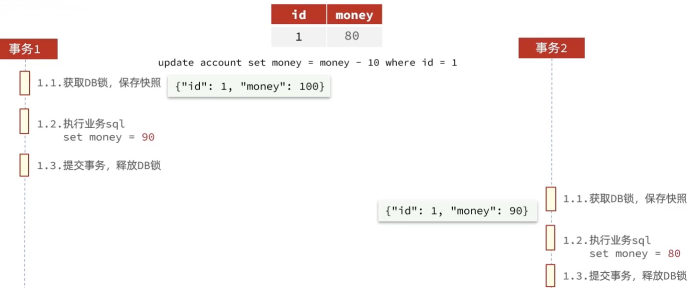 id money
1 80
事务1
事务2
update account set money = money - 10 where id = 1
1.1.获取DB锁，保存快照
{"id": 1, "money": 100}
1.2.执行业务sql
set money = 90
1.3.提交事务，释放DB锁
1.1.获取DB锁，保存快照
{"id": 1, "money": 90}
1.2.执行业务sql
set money = 80
1.3.提交事务，释放DB锁